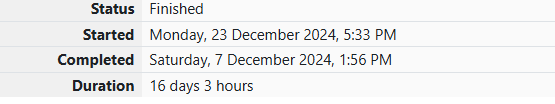 Status Finished
Started Monday, 23 December 2024, 5:33 PM
Completed Saturday, 7 December 2024, 1:56 PM
Duration 16 days 3 hours